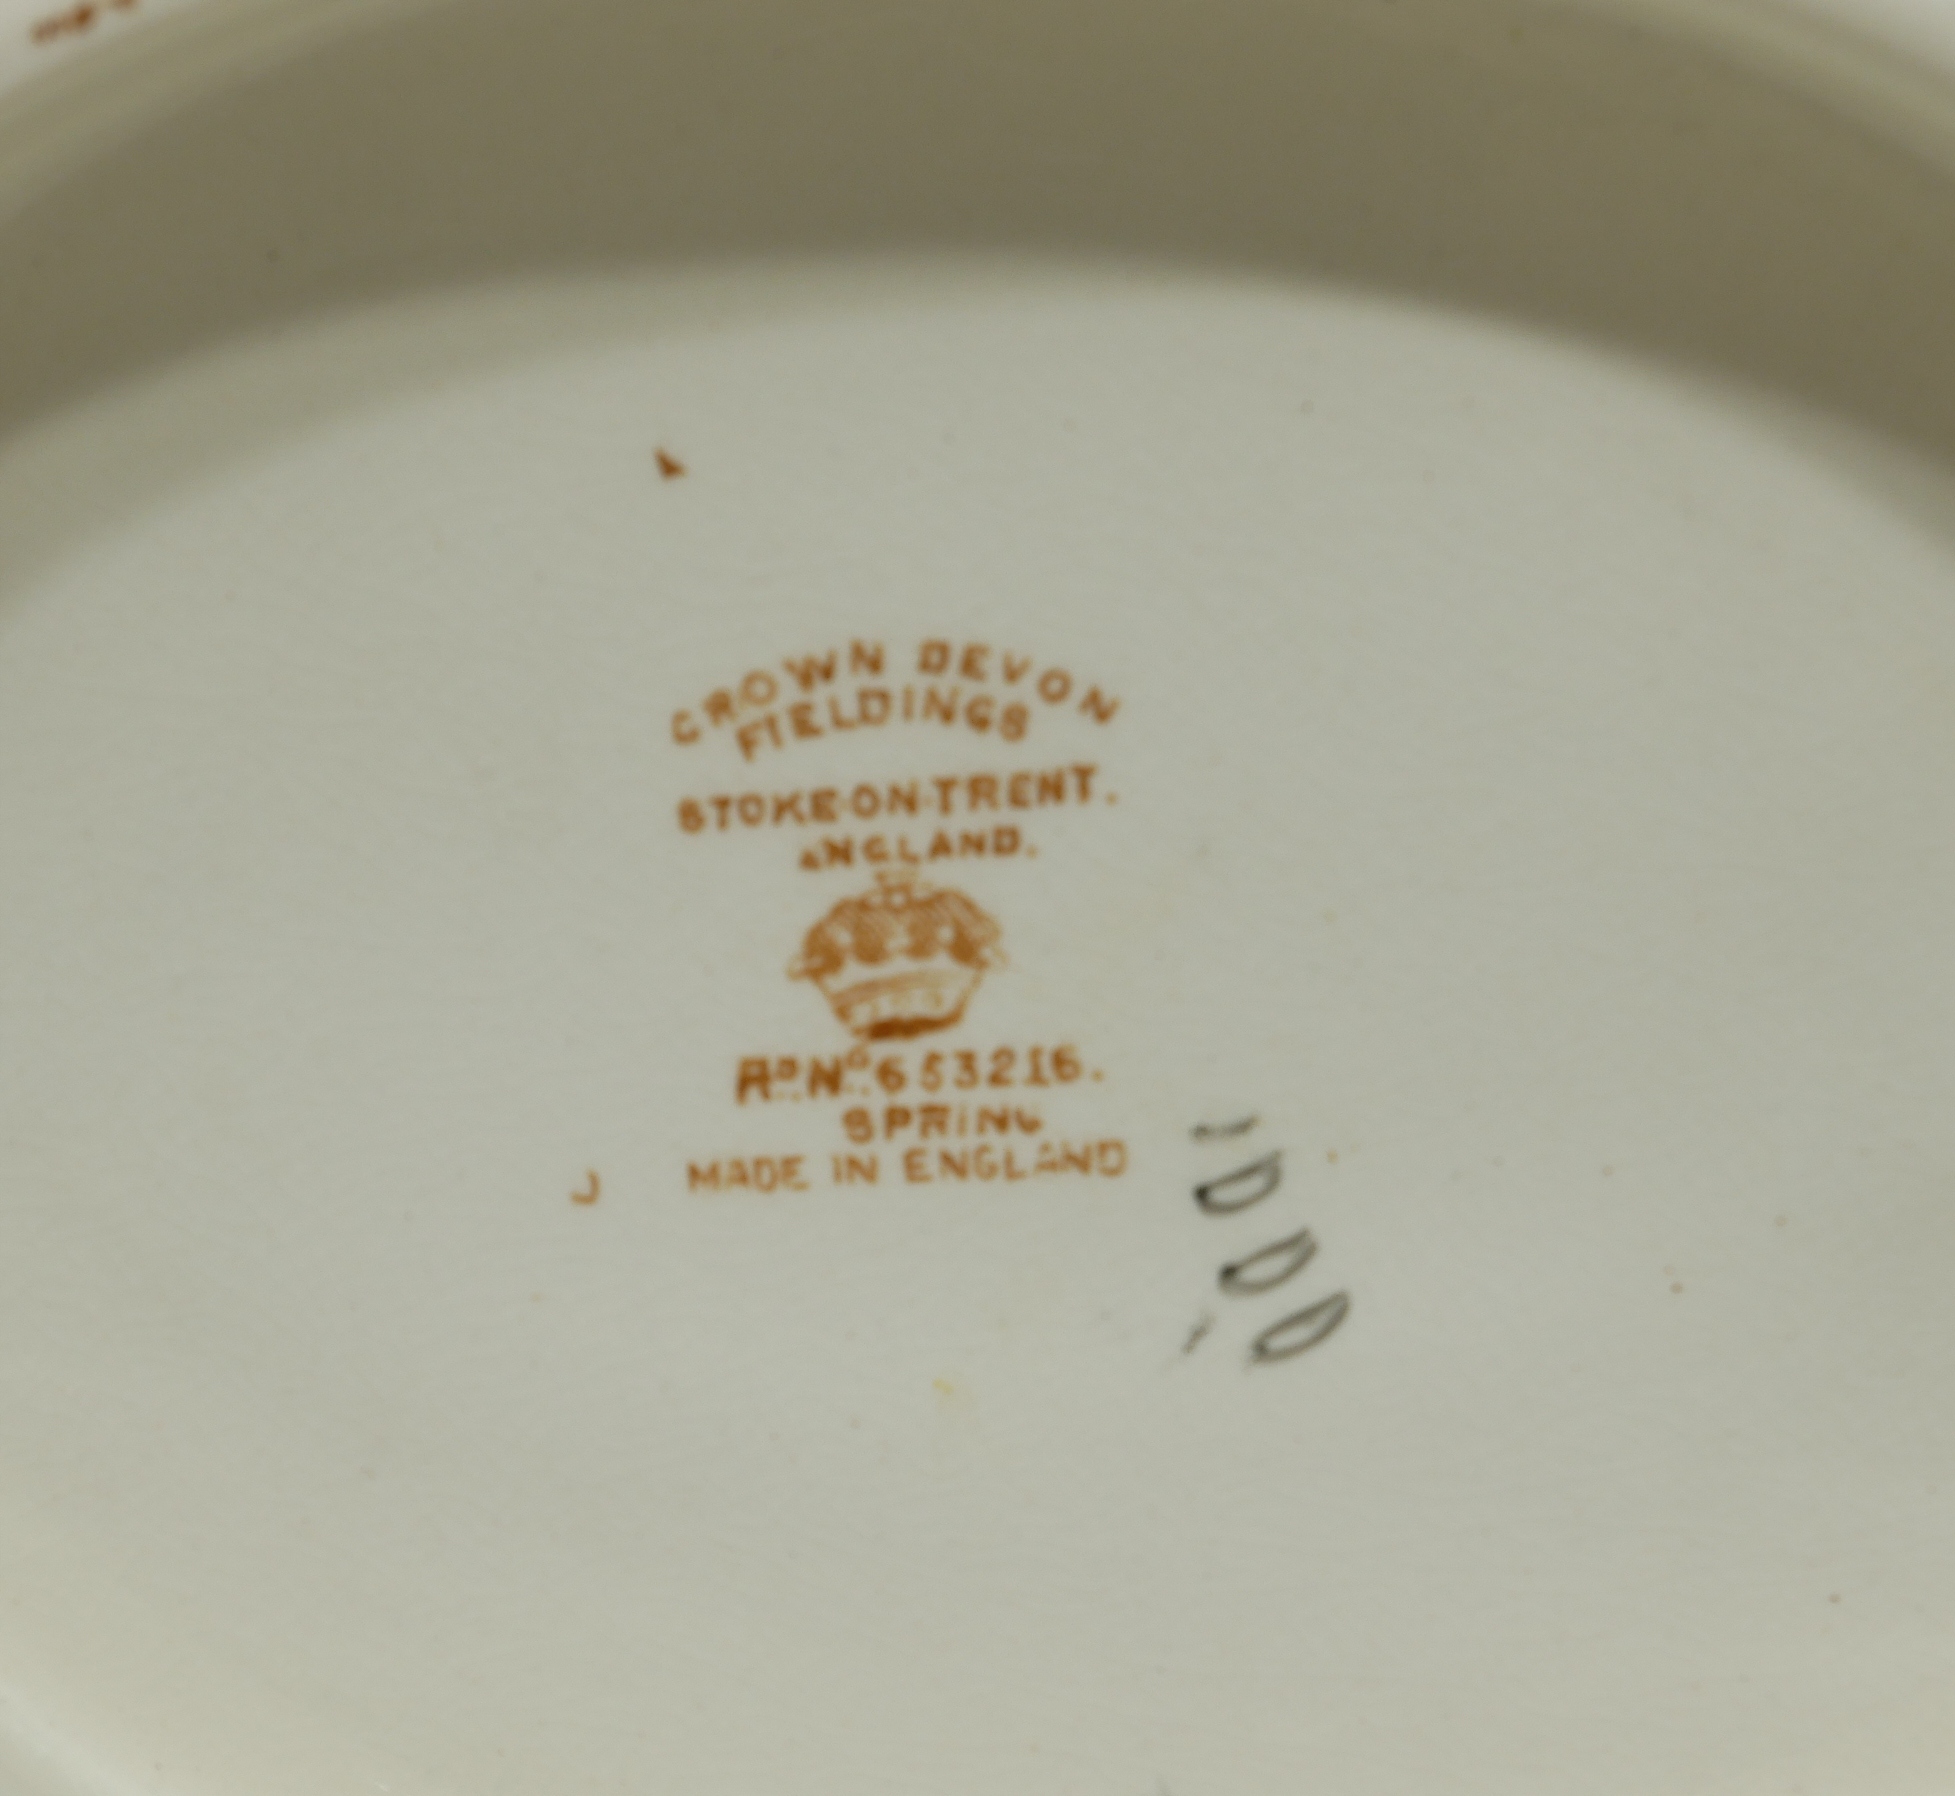 CROWN DEVON
FIELDINGS
STOKE·ON·TRENT.
ENGLAND.
RD. No. 653216.
SPRING
J MADE IN ENGLAND